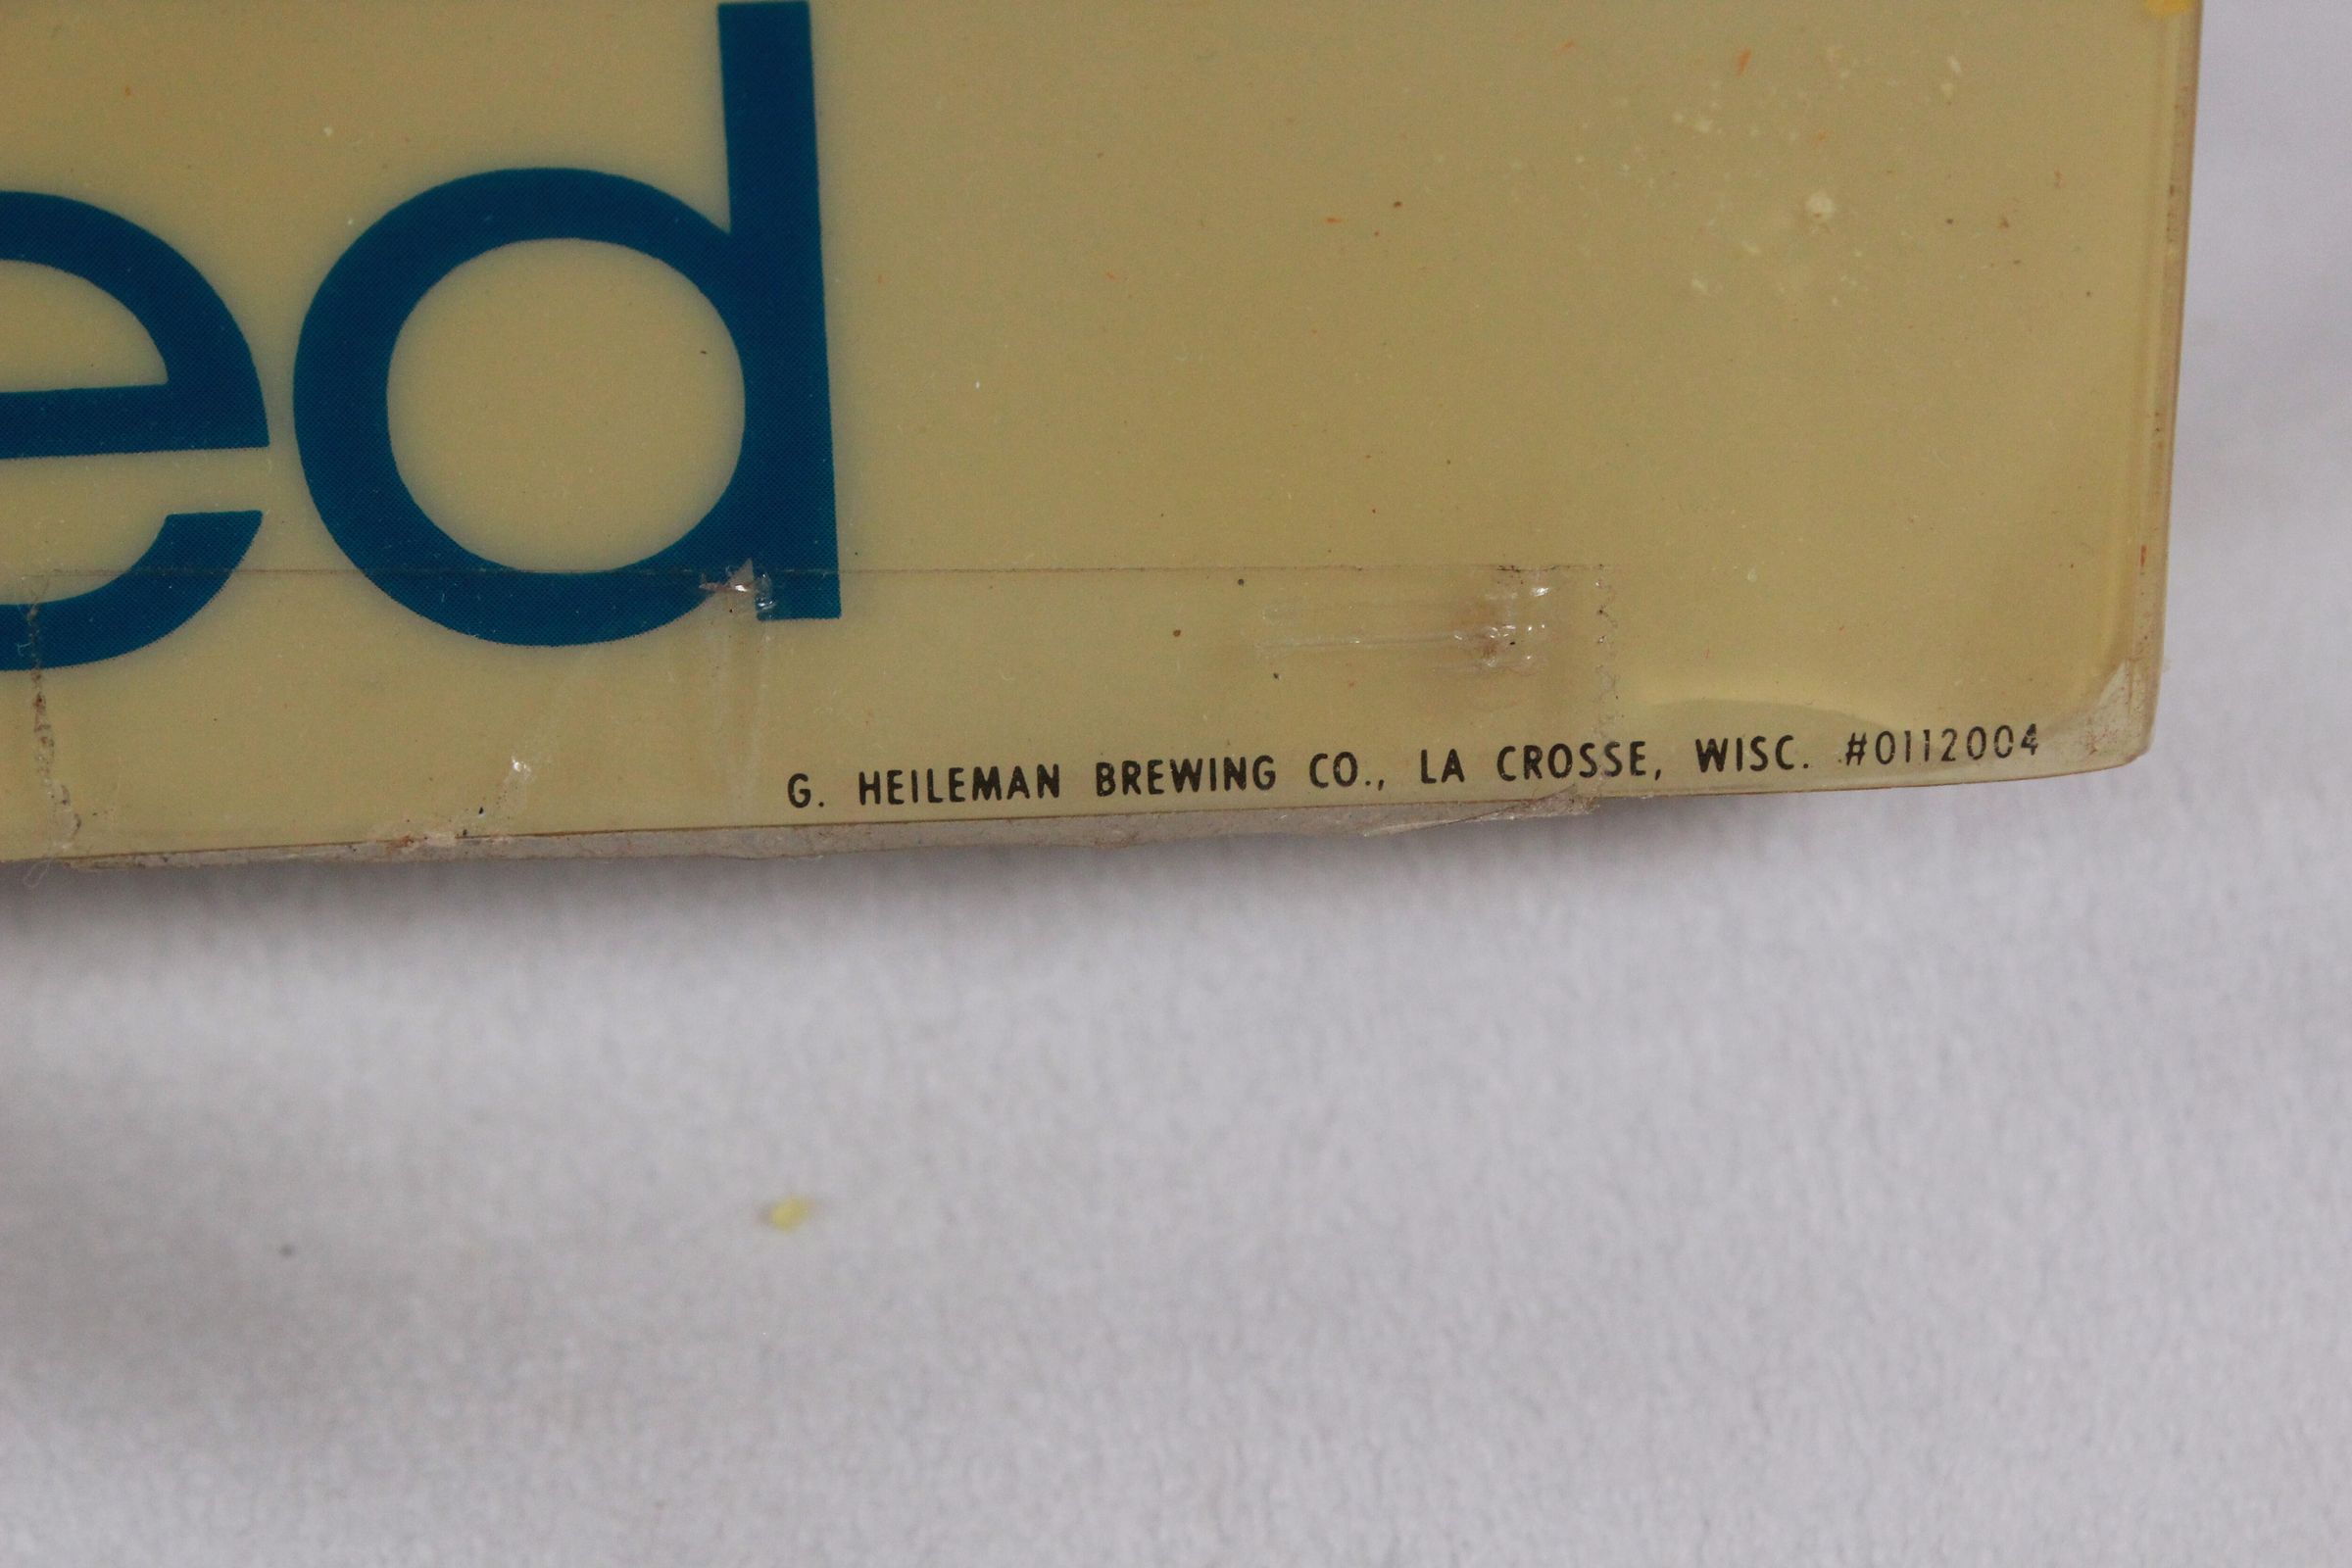 ed
G. HEILEMAN BREWING CO., LA CROSSE, WISC. #0112004